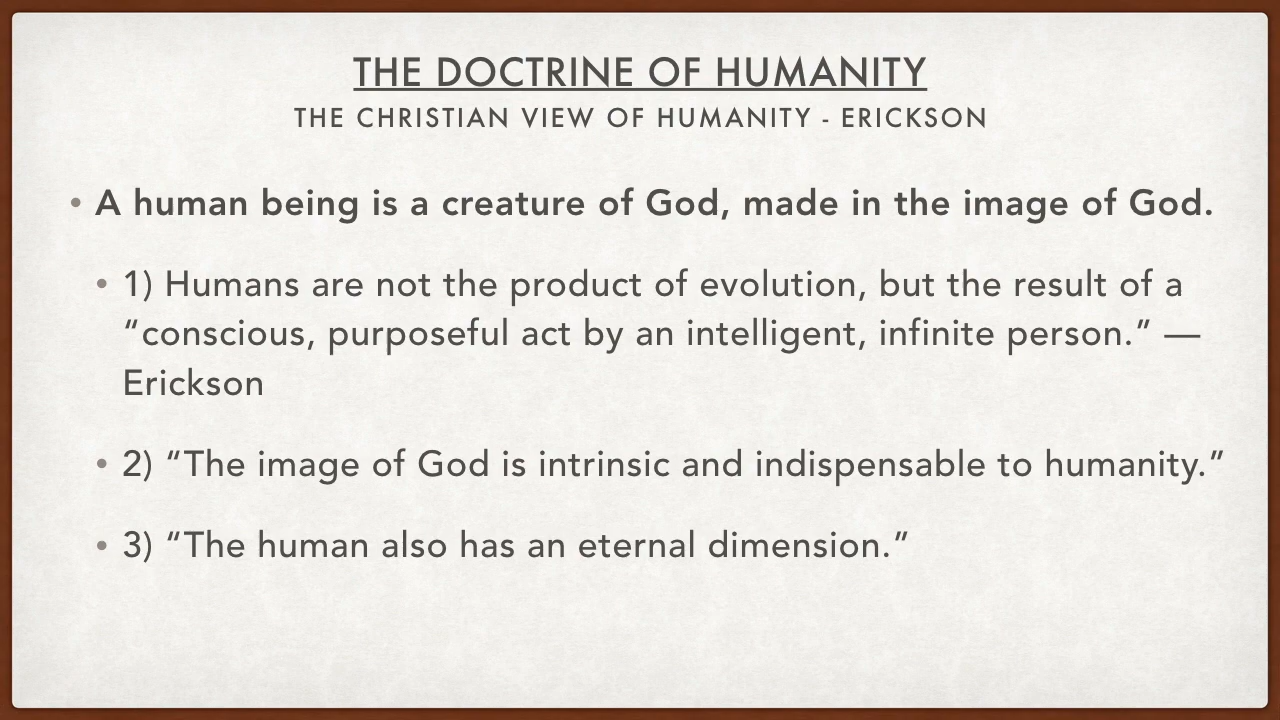 THE DOCTRINE OF HUMANITY
THE CHRISTIAN VIEW OF HUMANITY - ERICKSON
• A human being is a creature of God, made in the image of God.
• 1) Humans are not the product of evolution, but the result of a
“conscious, purposeful act by an intelligent, infinite person.” —
Erickson
• 2) “The image of God is intrinsic and indispensable to humanity.”
• 3) “The human also has an eternal dimension.”